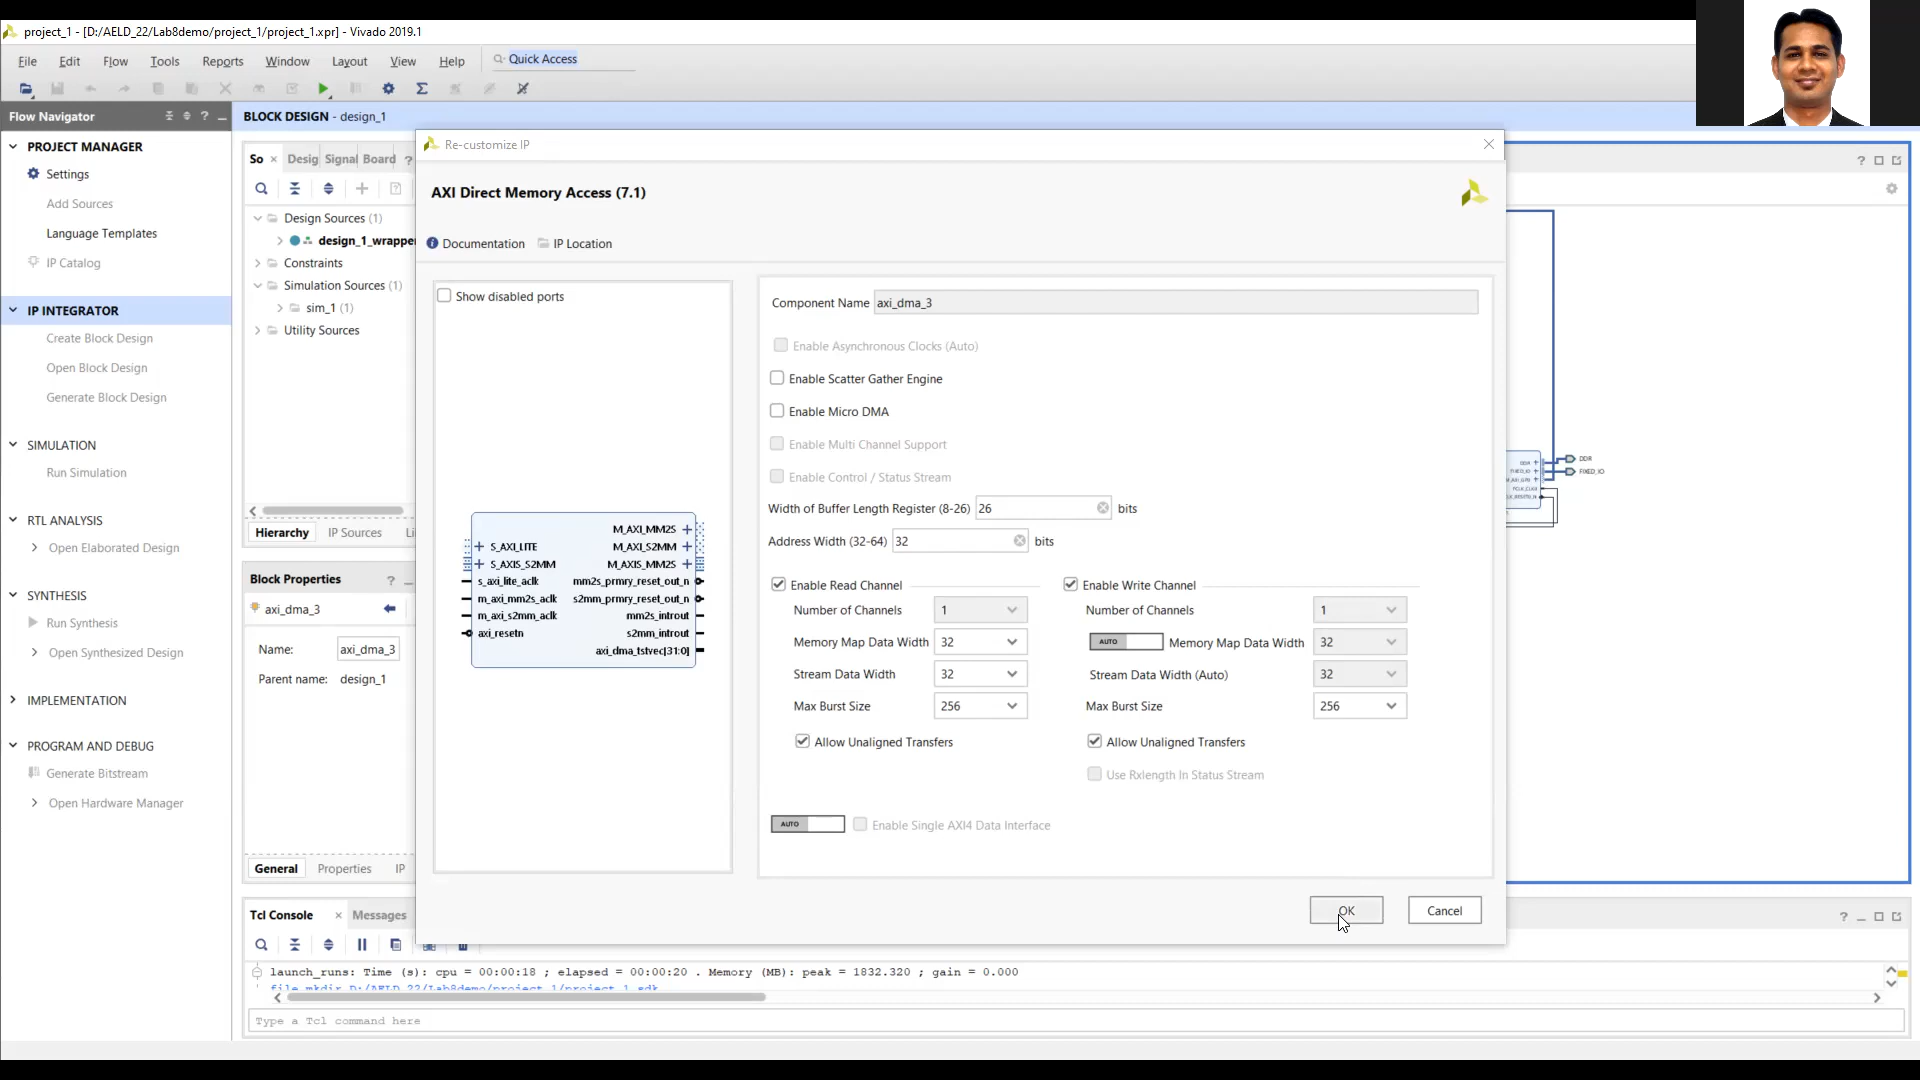 project_1 - [D:/AELD_22/Lab8demo/project_1/project_1.xpr] - Vivado 2019.1
File Edit Flow Tools Reports Window Layout View Help Quick Access
Flow Navigator
PROJECT MANAGER
Settings
Add Sources
Language Templates
IP Catalog
IP INTEGRATOR
Create Block Design
Open Block Design
Generate Block Design
SIMULATION
Run Simulation
RTL ANALYSIS
Open Elaborated Design
SYNTHESIS
Run Synthesis
Open Synthesized Design
IMPLEMENTATION
PROGRAM AND DEBUG
Generate Bitstream
Open Hardware Manager
BLOCK DESIGN - design_1
So Desig Signal Board
Design Sources (1)
design_1_wrapper
Constraints
Simulation Sources (1)
sim_1 (1)
Utility Sources
Hierarchy IP Sources Li
Block Properties
axi_dma_3
Name: axi_dma_3
Parent name: design_1
General Properties IP
Re-customize IP
AXI Direct Memory Access (7.1)
Documentation IP Location
Show disabled ports
M_AXI_MM2S
S_AXI_LITE M_AXI_S2MM
S_AXIS_S2MM M_AXIS_MM2S
s_axi_lite_aclk mm2s_prmry_reset_out_n
m_axi_mm2s_aclk s2mm_prmry_reset_out_n
m_axi_s2mm_aclk mm2s_introut
axi_resetn s2mm_introut
axi_dma_tstvec[31:0]
Component Name axi_dma_3
Enable Asynchronous Clocks (Auto)
Enable Scatter Gather Engine
Enable Micro DMA
Enable Multi Channel Support
Enable Control / Status Stream
Width of Buffer Length Register (8-26) 26 bits
Address Width (32-64) 32 bits
Enable Read Channel Enable Write Channel
Number of Channels 1 Number of Channels 1
Memory Map Data Width 32 AUTO Memory Map Data Width 32
Stream Data Width 32 Stream Data Width (Auto) 32
Max Burst Size 256 Max Burst Size 256
Allow Unaligned Transfers Allow Unaligned Transfers
Use Rxlength In Status Stream
AUTO Enable Single AXI4 Data Interface
OK Cancel
DDR
FIXED_IO
Tcl Console Messages
launch_runs: Time (s): cpu = 00:00:18 ; elapsed = 00:00:20 . Memory (MB): peak = 1832.320 ; gain = 0.000
file mkdir D:/AELD_22/Lab8demo/project_1/project_1.sdk
Type a Tcl command here